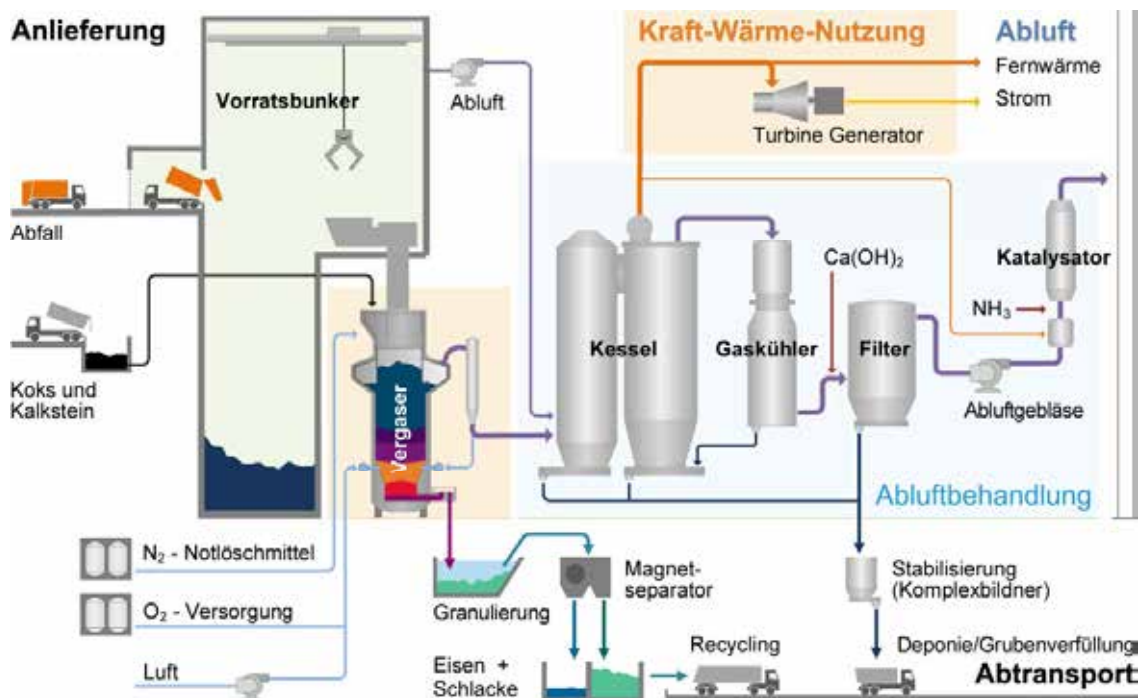 Anlieferung
Vorratsbunker
Abluft
Kraft-Wärme-Nutzung
Abluft
Fernwärme
Strom
Turbine Generator
Abfall
Koks und
Kalkstein
Vergaser
Kessel
Gaskühler
Ca(OH)₂
Filter
Katalysator
NH₃
Abluftgebläse
Abluftbehandlung
N₂ - Notlöschmittel
O₂ - Versorgung
Luft
Granulierung
Magnet-
separator
Eisen +
Schlacke
Recycling
Stabilisierung
(Komplexbildner)
Deponie/Grubenverfüllung
Abtransport